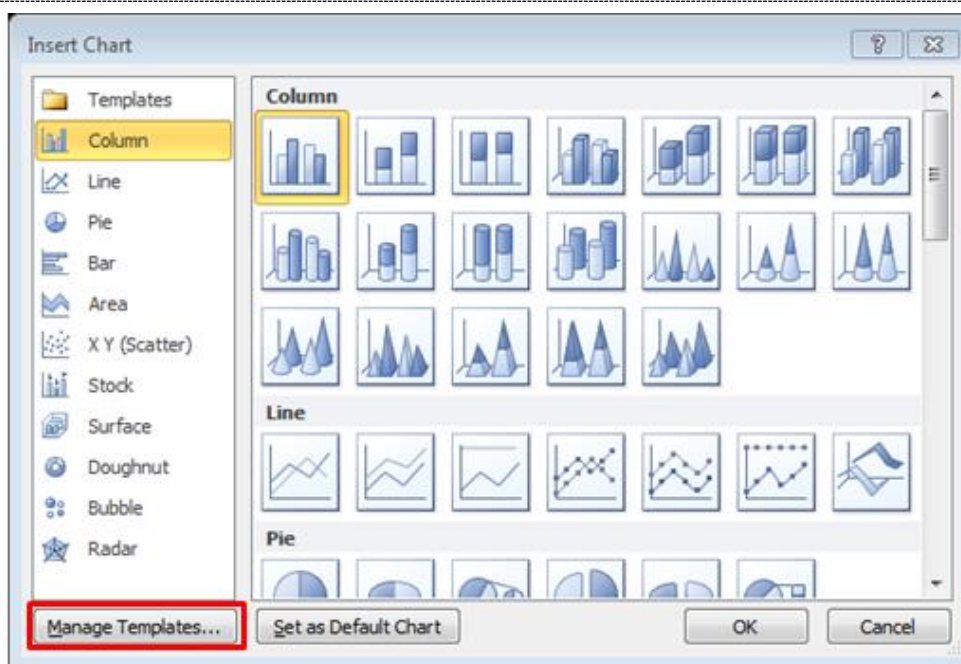 Insert Chart
Templates
Column
Line
Pie
Bar
Area
X Y (Scatter)
Stock
Surface
Doughnut
Bubble
Radar
Column
Line
Pie
Manage Templates...
Set as Default Chart
OK
Cancel